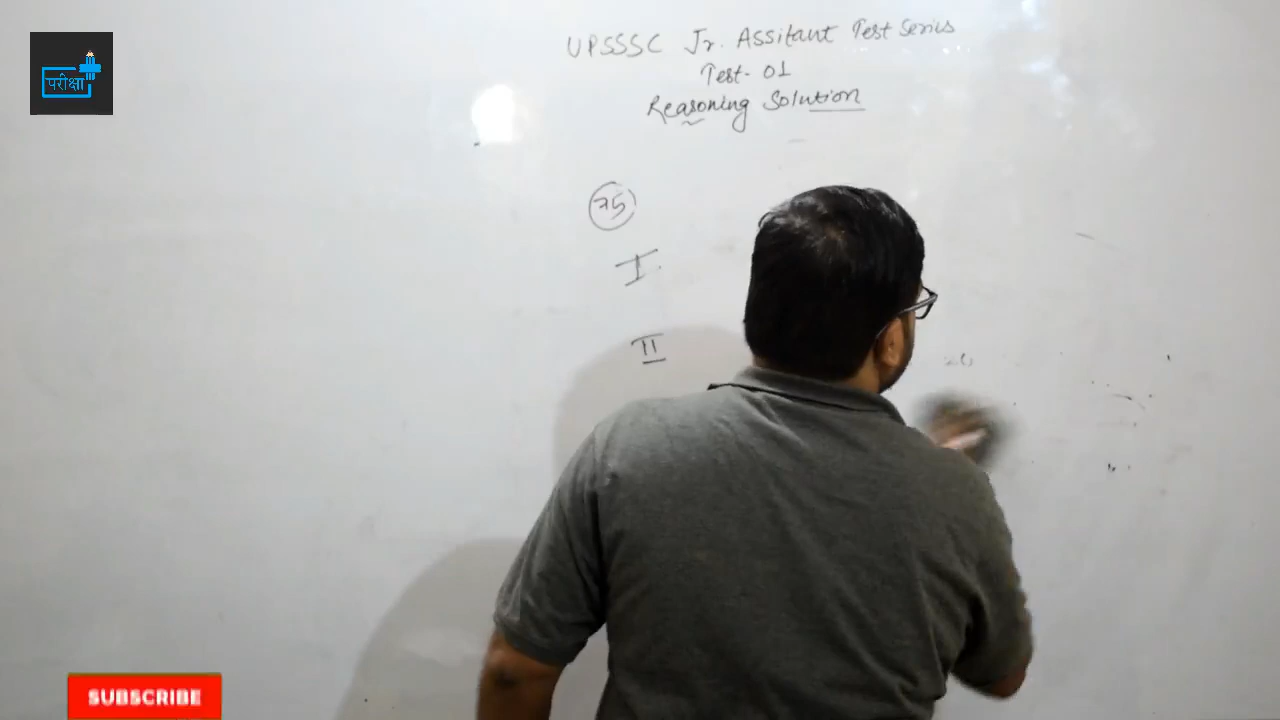 परीक्षा
UPSSSC Jr. Assitant Test Series
Test- 01
Reasoning Solution
75
I
II
SUBSCRIBE